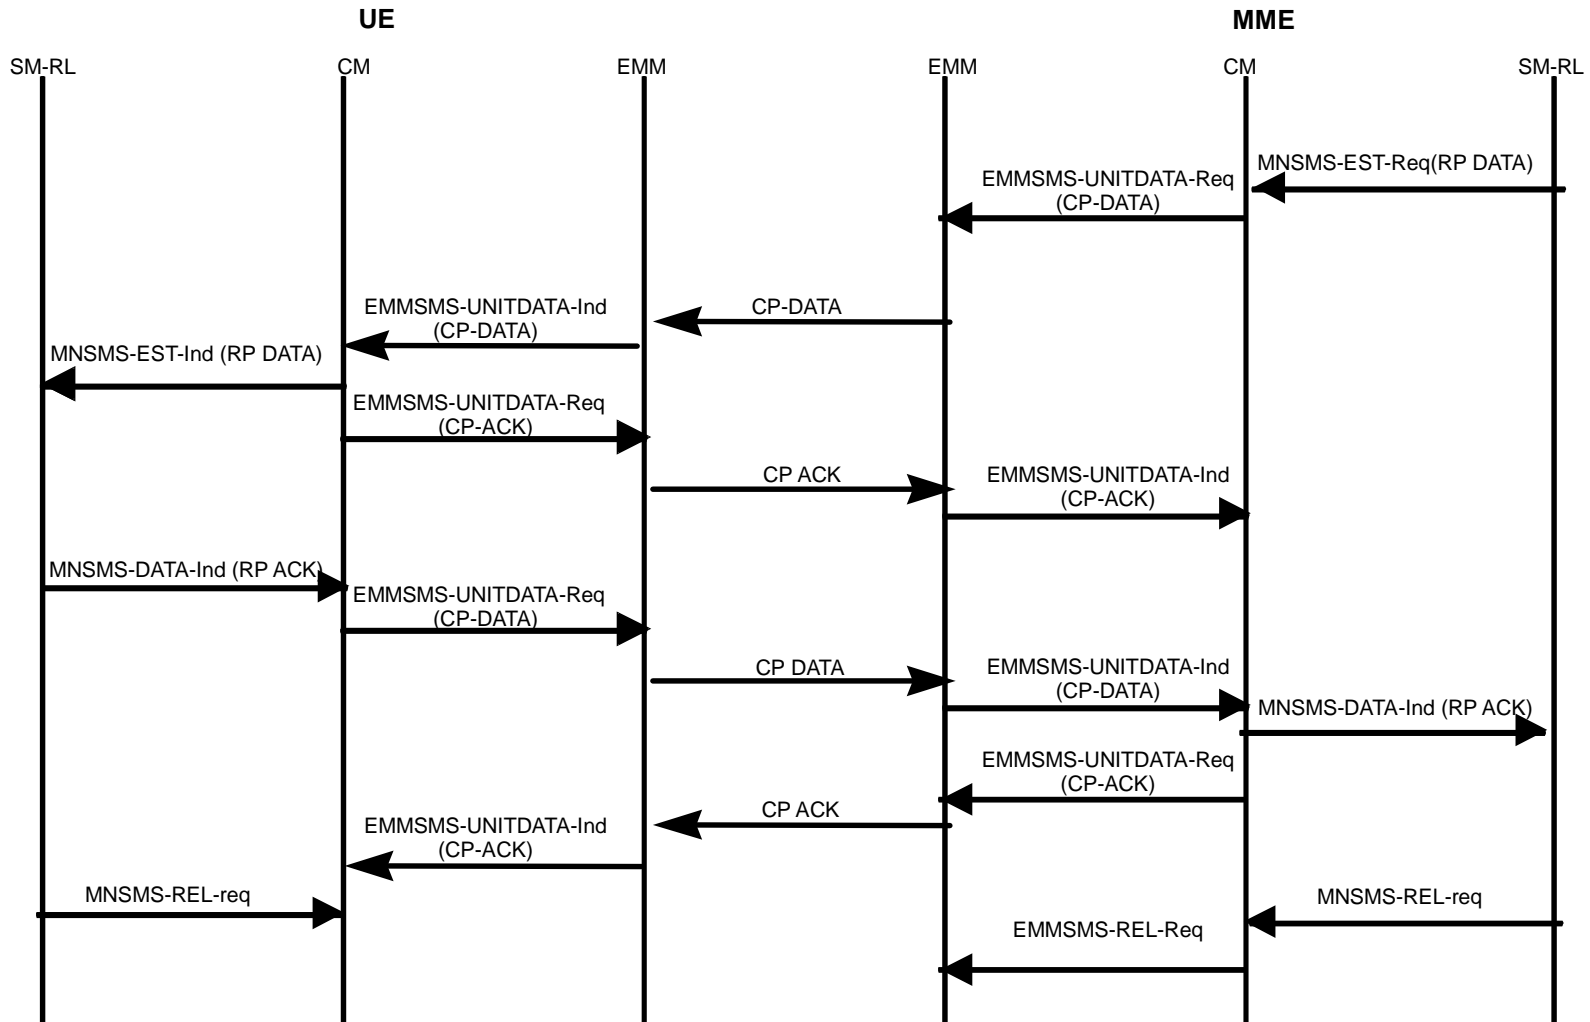 UE
MME
SM-RL
CM
EMM
EMM
CM
SM-RL
MNSMS-EST-Req(RP DATA)
EMMSMS-UNITDATA-Req
(CP-DATA)
CP-DATA
EMMSMS-UNITDATA-Ind
(CP-DATA)
MNSMS-EST-Ind (RP DATA)
EMMSMS-UNITDATA-Req
(CP-ACK)
CP ACK
EMMSMS-UNITDATA-Ind
(CP-ACK)
MNSMS-DATA-Ind (RP ACK)
EMMSMS-UNITDATA-Req
(CP-DATA)
CP DATA
EMMSMS-UNITDATA-Ind
(CP-DATA)
MNSMS-DATA-Ind (RP ACK)
EMMSMS-UNITDATA-Req
(CP-ACK)
CP ACK
EMMSMS-UNITDATA-Ind
(CP-ACK)
MNSMS-REL-req
MNSMS-REL-req
EMMSMS-REL-Req